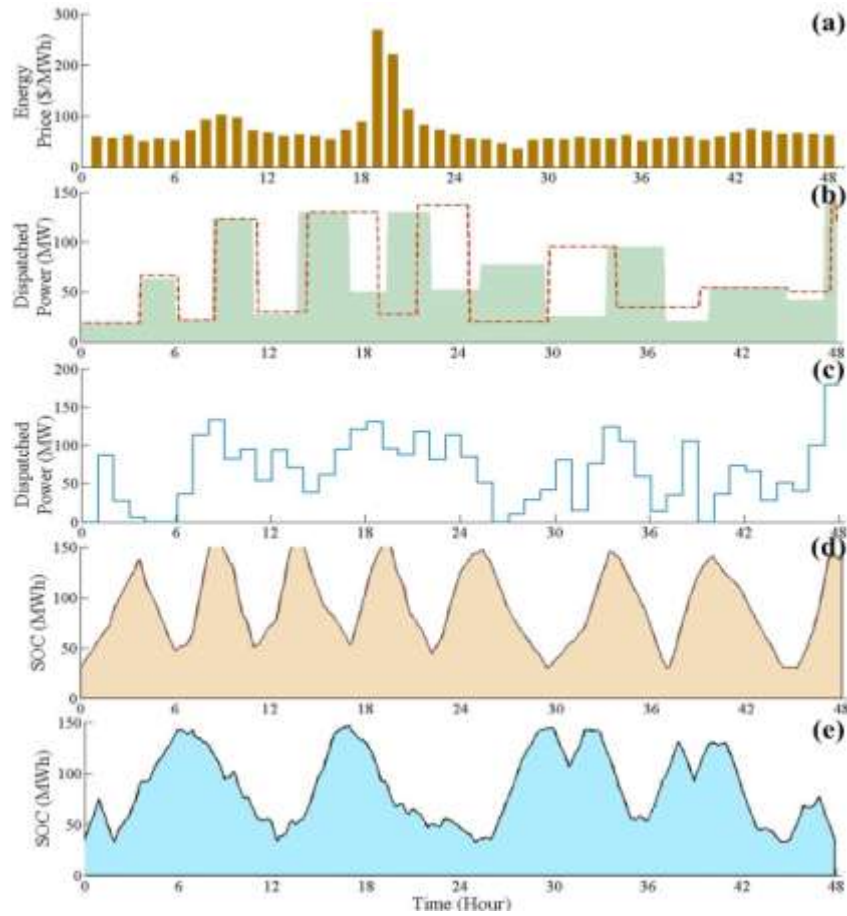 (a)
Energy
Price ($/MWh)
300
200
100
0
0 6 12 18 24 30 36 42 48
(b)
Dispatched
Power (MW)
150
100
50
0
0 6 12 18 24 30 36 42 48
(c)
Dispatched
Power (MW)
200
150
100
50
0
0 6 12 18 24 30 36 42 48
(d)
SOC (MWh)
150
100
50
0
0 6 12 18 24 30 36 42 48
(e)
SOC (MWh)
150
100
50
0
0 6 12 18 24 30 36 42 48
Time (Hour)